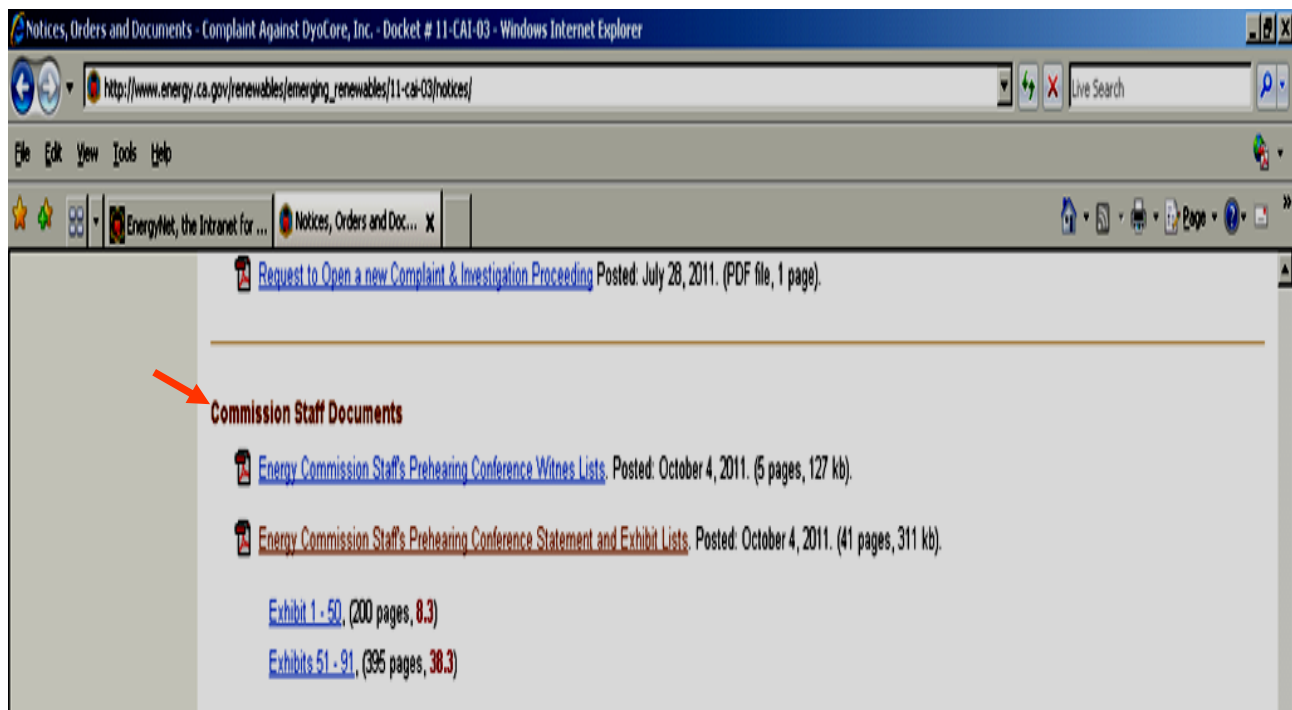 Notices, Orders and Documents - Complaint Against DyoCore, Inc. - Docket # 11-CAI-03 - Windows Internet Explorer
http://www.energy.ca.gov/renewables/emerging_renewables/11-cai-03/notices/
Live Search
File Edit View Tools Help
EnergyNet, the Intranet for ... Notices, Orders and Doc... X Page
Request to Open a new Complaint & Investigation Proceeding Posted: July 28, 2011. (PDF file, 1 page).
Commission Staff Documents
Energy Commission Staff's Prehearing Conference Witnes Lists. Posted: October 4, 2011. (5 pages, 127 kb).
Energy Commission Staff's Prehearing Conference Statement and Exhibit Lists. Posted: October 4, 2011. (41 pages, 311 kb).
Exhibit 1 - 50, (200 pages, 8.3)
Exhibits 51 - 91, (395 pages, 38.3)